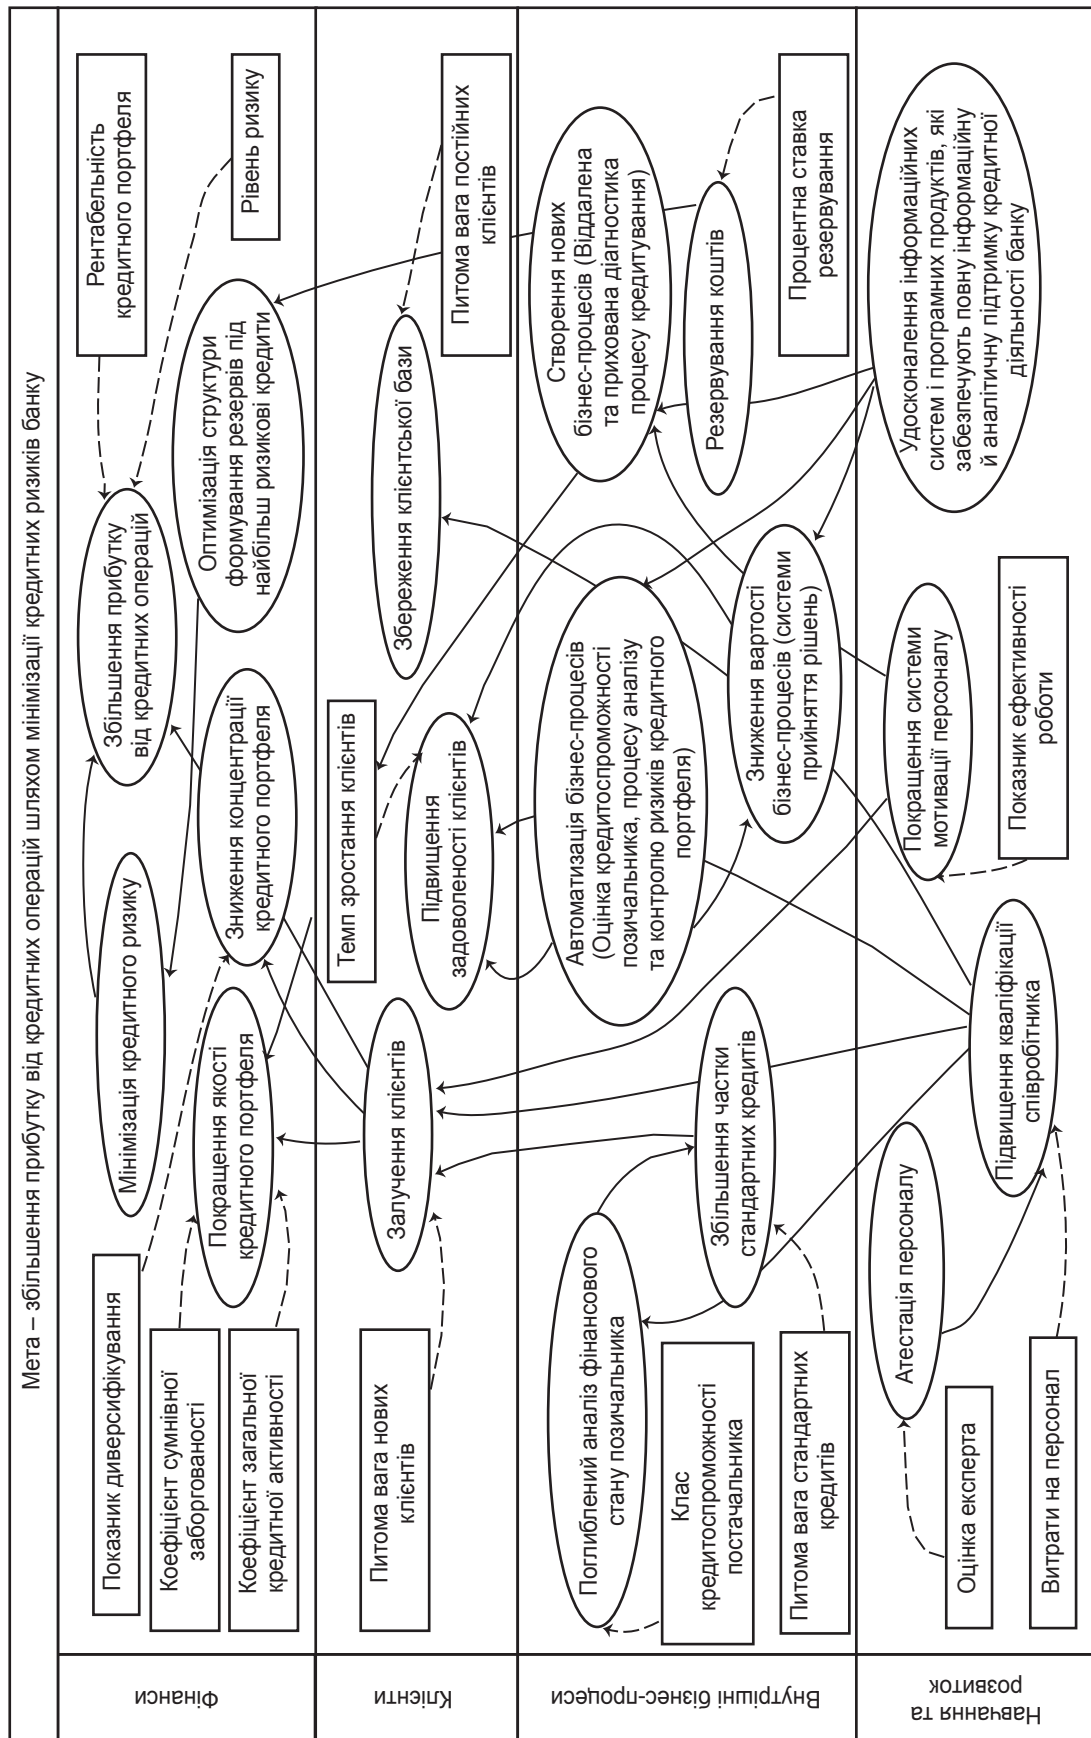 Мета – збільшення прибутку від кредитних операцій шляхом мінімізації кредитних ризиків банку
Фінанси
Показник диверсифікування
Коефіцієнт сумнівної
заборгованості
Коефіцієнт загальної
кредитної активності
Мінімізація кредитного ризику
Покращення якості
кредитного портфеля
Зниження концентрації
кредитного портфеля
Збільшення прибутку
від кредитних операцій
Оптимізація структури
формування резервів під
найбільш ризикові кредити
Рентабельність
кредитного портфеля
Рівень ризику
Клієнти
Питома вага нових
клієнтів
Залучення клієнтів
Темп зростання клієнтів
Підвищення
задоволеності клієнтів
Збереження клієнтської бази
Питома вага постійних
клієнтів
Внутрішні бізнес-процеси
Поглиблений аналіз фінансового
стану позичальника
Клас
кредитоспроможності
постачальника
Питома вага стандартних
кредитів
Збільшення частки
стандартних кредитів
Автоматизація бізнес-процесів
(Оцінка кредитоспроможності
позичальника, процесу аналізу
та контролю ризиків кредитного
портфеля)
Зниження вартості
бізнес-процесів (системи
прийняття рішень)
Створення нових
бізнес-процесів (Віддалена
та прихована діагностика
процесу кредитування)
Резервування коштів
Процентна ставка
резервування
Навчання та
розвиток
Оцінка експерта
Витрати на персонал
Атестація персоналу
Підвищення кваліфікації
співробітника
Покращення системи
мотивації персоналу
Показник ефективності
роботи
Удосконалення інформаційних
систем і програмних продуктів, які
забезпечують повну інформаційну
й аналітичну підтримку кредитної
діяльності банку